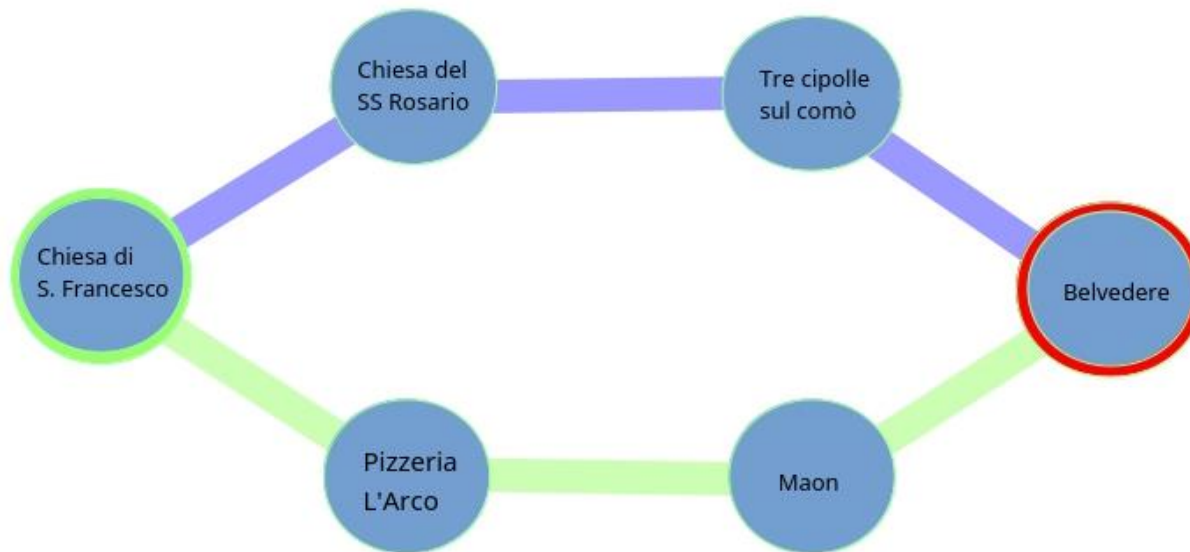 Chiesa del
SS Rosario
Tre cipolle
sul comò
Chiesa di
S. Francesco
Belvedere
Pizzeria
L'Arco
Maon